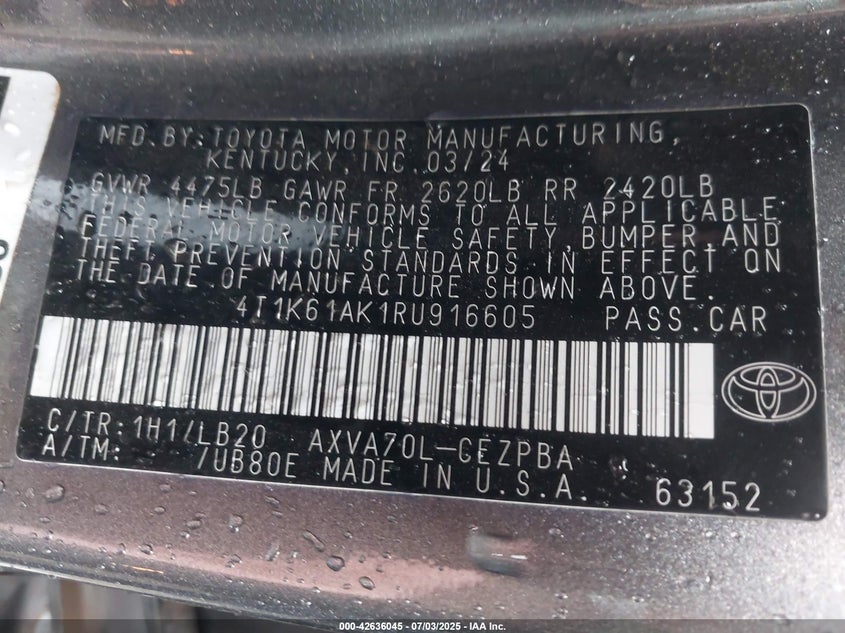 MFD.BY: TOYOTA MOTOR MANUFACTURING,
KENTUCKY, INC. 03/24
GVWR 4475LB GAWR FR 2620LB RR 2420LB
THIS VEHICLE CONFORMS TO ALL APPLICABLE
FEDERAL MOTOR VEHICLE SAFETY, BUMPER, AND
THEFT PREVENTION STANDARDS IN EFFECT ON
THE DATE OF MANUFACTURE SHOWN ABOVE.
4T1K61AK1RU916605 PASS.CAR
C/TR: 1H1/LB20 AXVA70L-CEZPBA
A/TM: /UB80E MADE IN U.S.A. 63152
000-42636045 - 07/03/2025 - IAA Inc.